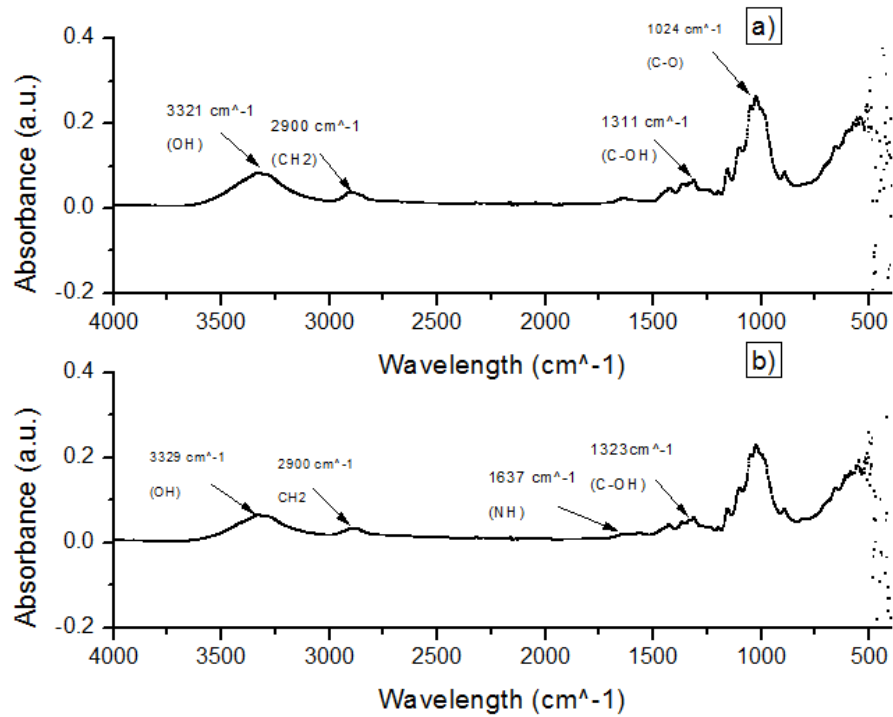 a)
Absorbance (a.u.)
0.4
0.2
0.0
-0.2
3321 cm^-1
(OH)
2900 cm^-1
(CH2)
1311 cm^-1
(C-OH)
1024 cm^-1
(C-O)
4000 3500 3000 2500 2000 1500 1000 500
Wavelength (cm^-1)
b)
Absorbance (a.u.)
0.4
0.2
0.0
-0.2
3329 cm^-1
(OH)
2900 cm^-1
CH2
1637 cm^-1
(NH)
1323cm^-1
(C-OH)
4000 3500 3000 2500 2000 1500 1000 500
Wavelength (cm^-1)